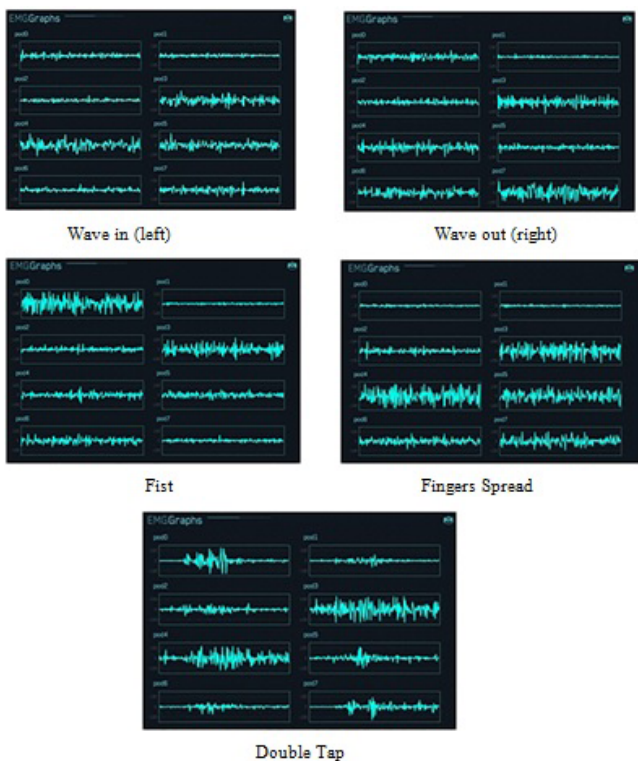 EMGGraphs EMGGraphs
pod0 pod1 pod0 pod1
pod2 pod3 pod2 pod3
pod4 pod5 pod4 pod5
pod6 pod7 pod6 pod7
Wave in (left) Wave out (right)
EMGGraphs EMGGraphs
pod0 pod1 pod0 pod1
pod2 pod3 pod2 pod3
pod4 pod5 pod4 pod5
pod6 pod7 pod6 pod7
Fist Fingers Spread
EMGGraphs
pod0 pod1
pod2 pod3
pod4 pod5
pod6 pod7
Double Tap